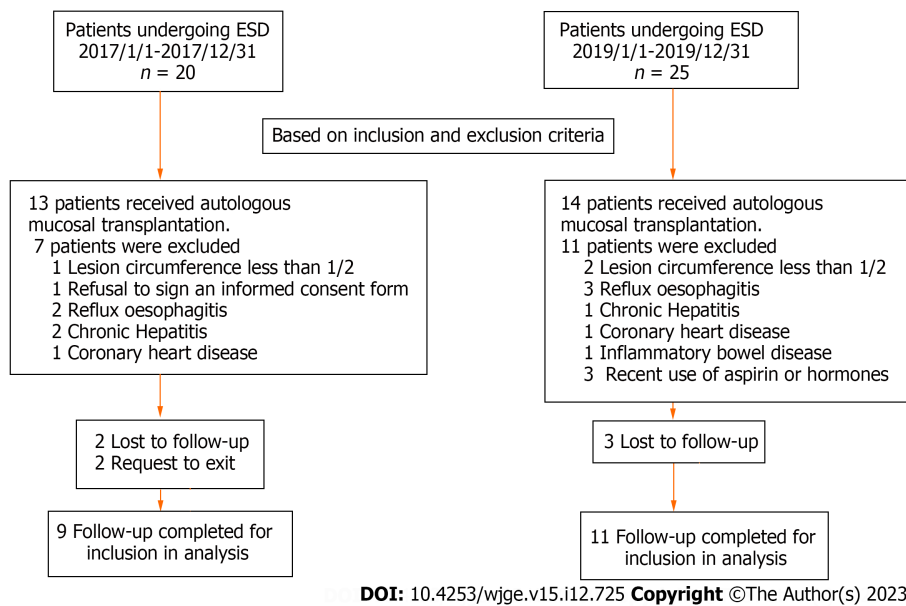 Patients undergoing ESD
2017/1/1-2017/12/31
n = 20
Patients undergoing ESD
2019/1/1-2019/12/31
n = 25
Based on inclusion and exclusion criteria
13 patients received autologous
mucosal transplantation.
7 patients were excluded
1 Lesion circumference less than 1/2
1 Refusal to sign an informed consent form
2 Reflux oesophagitis
2 Chronic Hepatitis
1 Coronary heart disease
14 patients received autologous
mucosal transplantation.
11 patients were excluded
2 Lesion circumference less than 1/2
3 Reflux oesophagitis
1 Chronic Hepatitis
1 Coronary heart disease
1 Inflammatory bowel disease
3 Recent use of aspirin or hormones
2 Lost to follow-up
2 Request to exit
3 Lost to follow-up
9 Follow-up completed for
inclusion in analysis
11 Follow-up completed for
inclusion in analysis
DOI: 10.4253/wjge.v15.i12.725 Copyright ©The Author(s) 2023